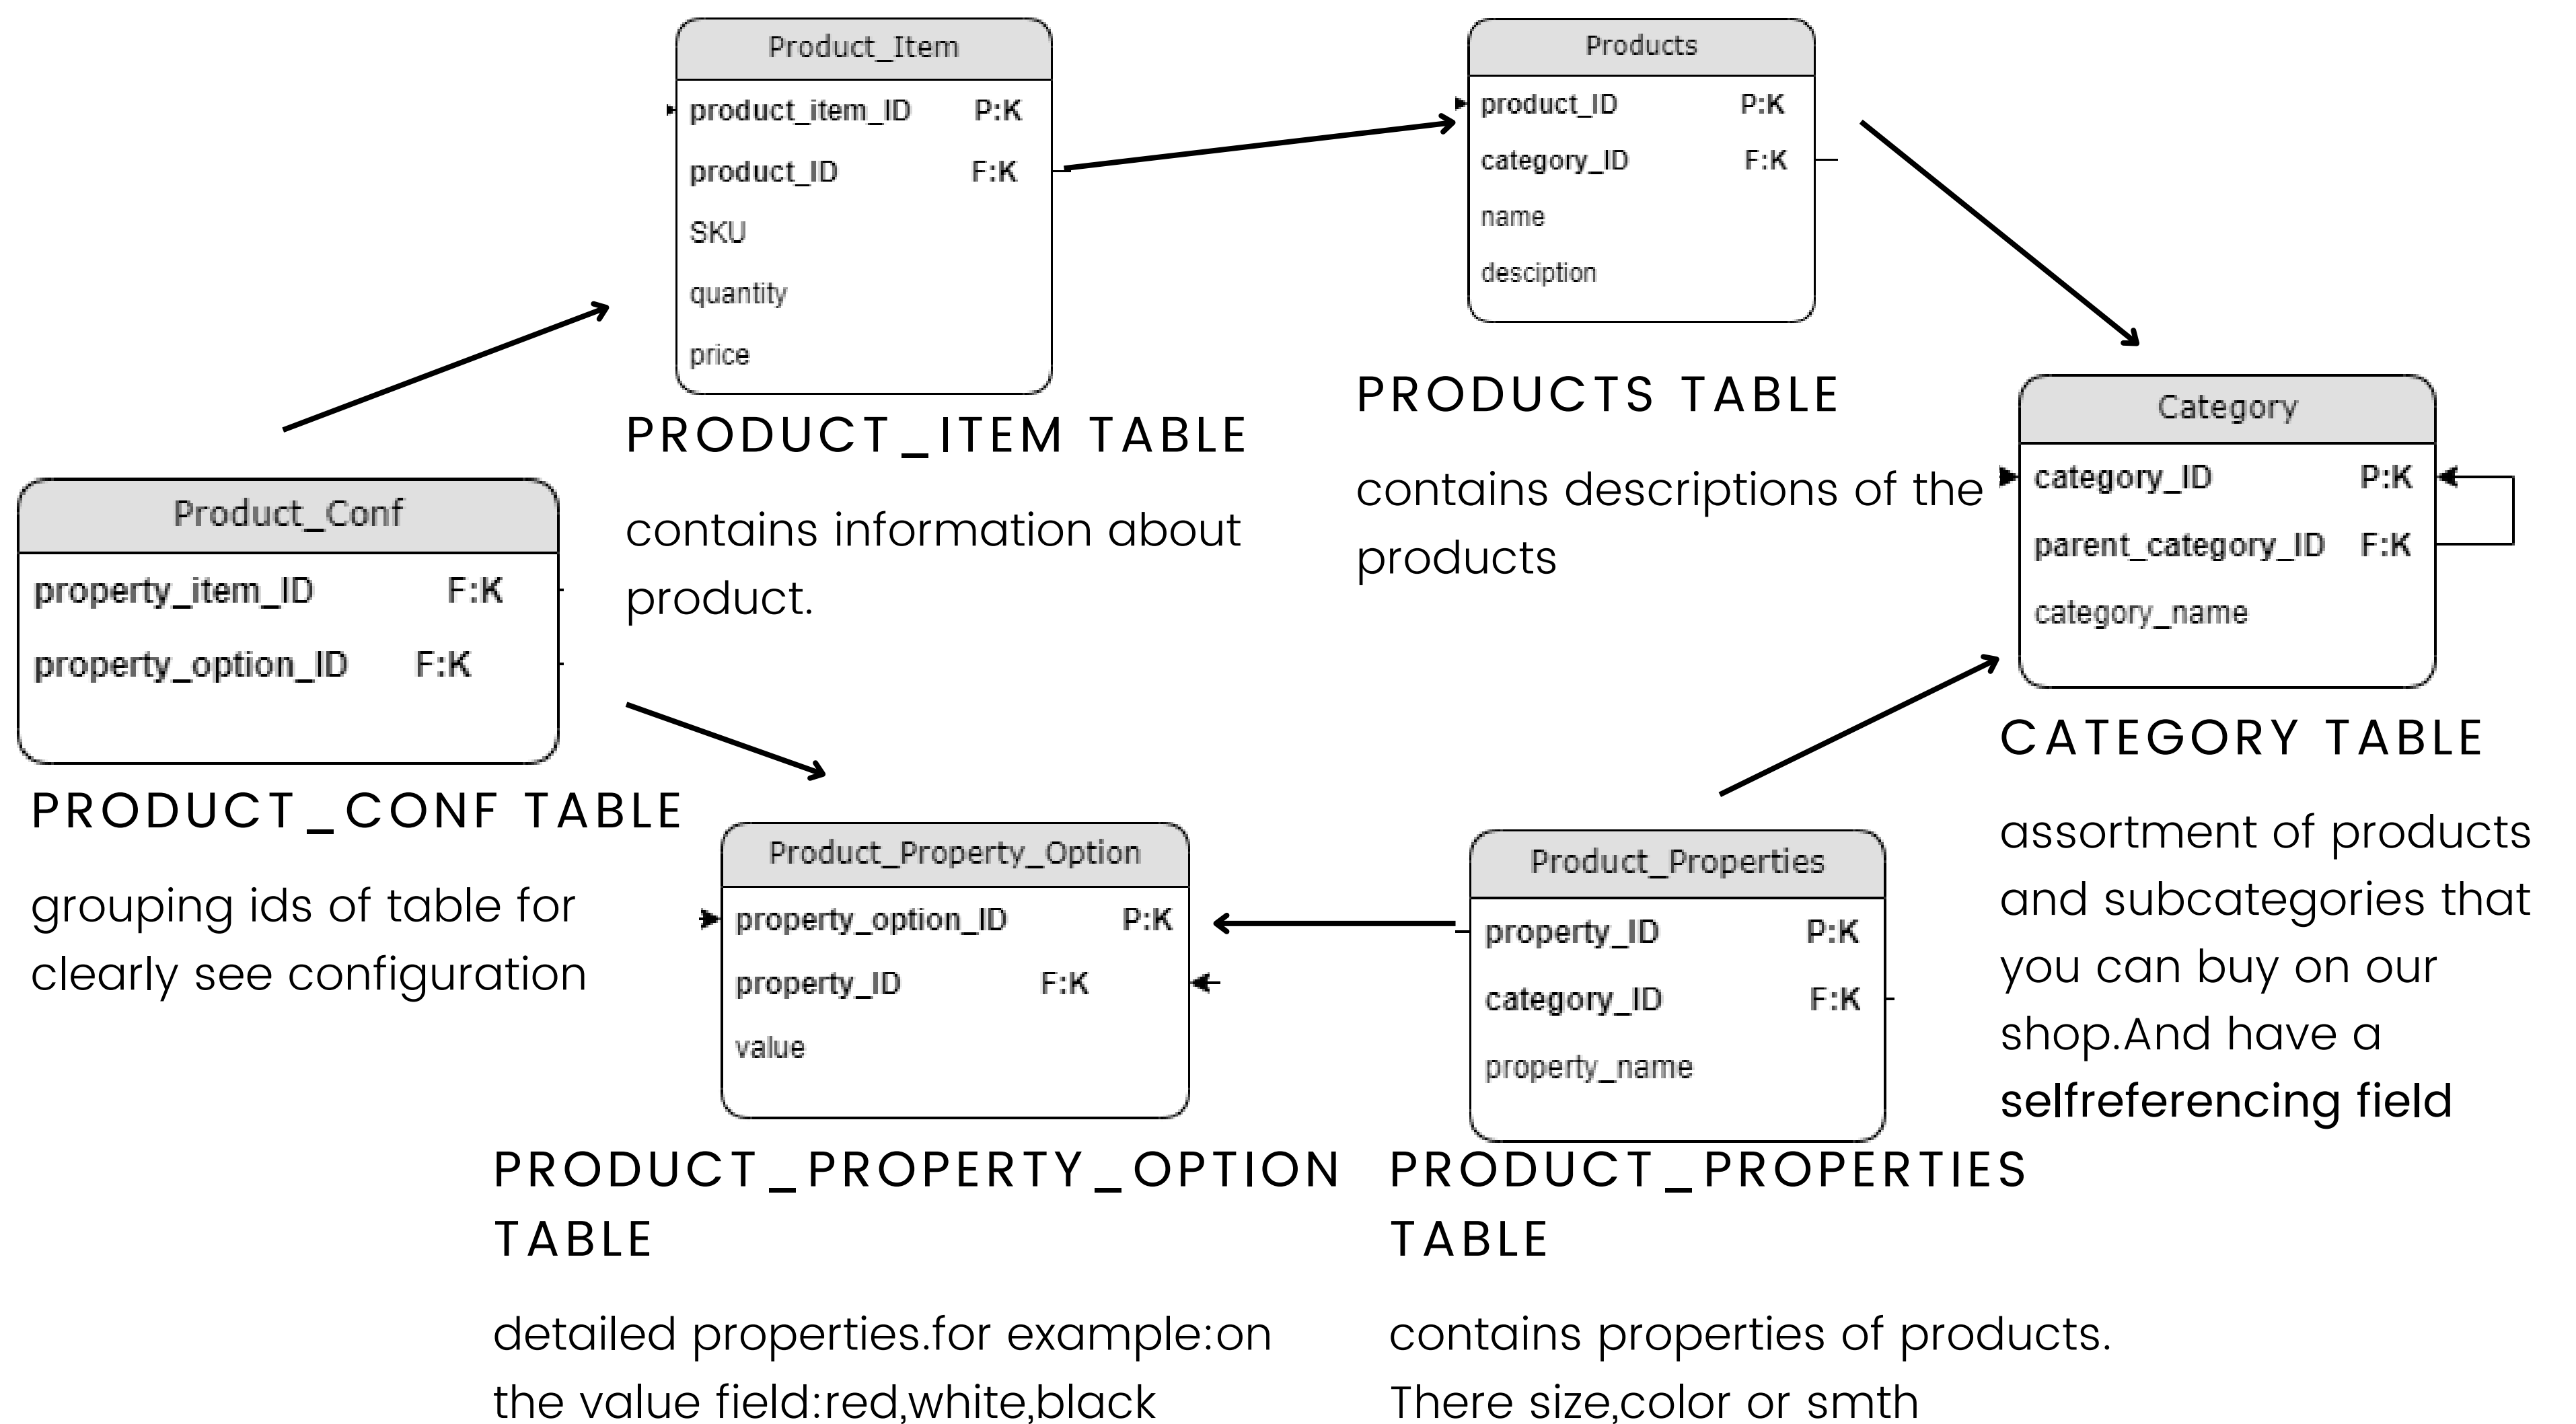 Product_Item
product_item_ID P:K
product_ID F:K
SKU
quantity
price
PRODUCT_ITEM TABLE
contains information about
product.
Products
product_ID P:K
category_ID F:K
name
desciption
PRODUCTS TABLE
contains descriptions of the
products
Category
category_ID P:K
parent_category_ID F:K
category_name
CATEGORY TABLE
assortment of products
and subcategories that
you can buy on our
shop.And have a
selfreferencing field
Product_Conf
property_item_ID F:K
property_option_ID F:K
PRODUCT_CONF TABLE
grouping ids of table for
clearly see configuration
Product_Property_Option
property_option_ID P:K
property_ID F:K
value
PRODUCT_PROPERTY_OPTION
TABLE
detailed properties.for example:on
the value field:red,white,black
Product_Properties
property_ID P:K
category_ID F:K
property_name
PRODUCT_PROPERTIES
TABLE
contains properties of products.
There size,color or smth